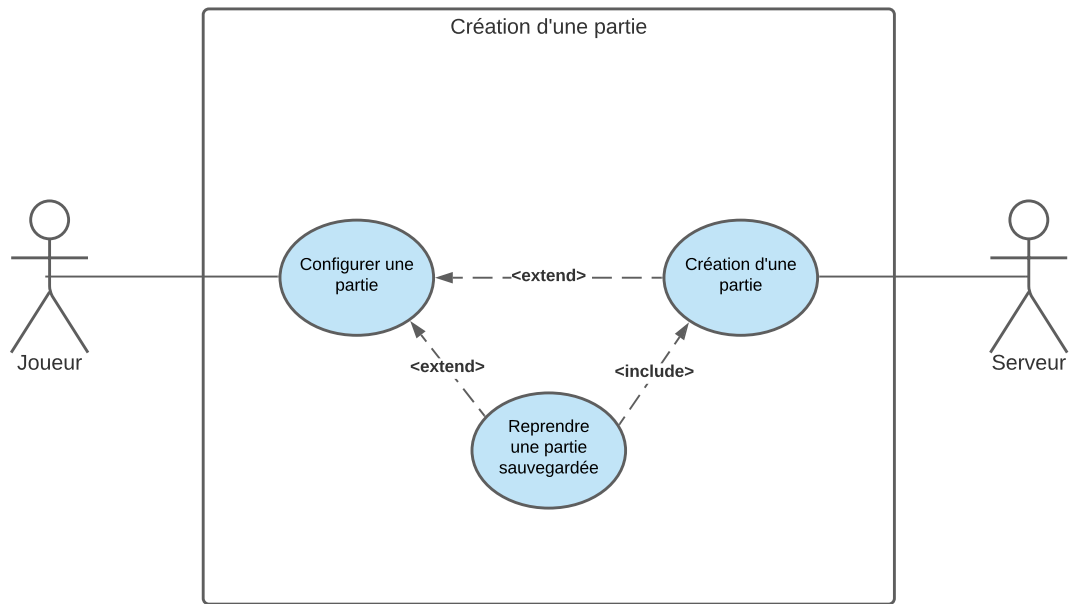 Création d'une partie
Configurer une
partie
<extend>
Création d'une
partie
Joueur
Serveur
<extend>
<include>
Reprendre
une partie
sauvegardée